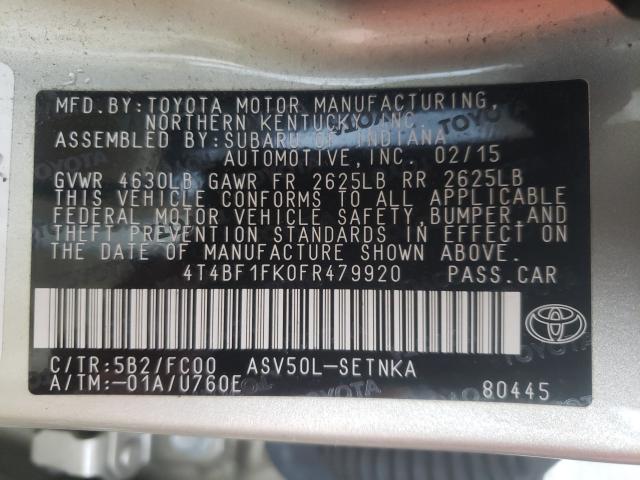 MFD.BY:TOYOTA MOTOR MANUFACTURING,
NORTHERN KENTUCKY,INC.
ASSEMBLED BY:SUBARU OF INDIANA
AUTOMOTIVE,INC. 02/15
GVWR 4630LB GAWR FR 2625LB RR 2625LB
THIS VEHICLE CONFORMS TO ALL APPLICABLE
FEDERAL MOTOR VEHICLE SAFETY,BUMPER,AND
THEFT PREVENTION STANDARDS IN EFFECT ON
THE DATE OF MANUFACTURE SHOWN ABOVE.
4T4BF1FK0FR479920 PASS.CAR
C/TR:5B2/FC00 ASV50L-SETNKA
A/TM:-01A/U760E 80445